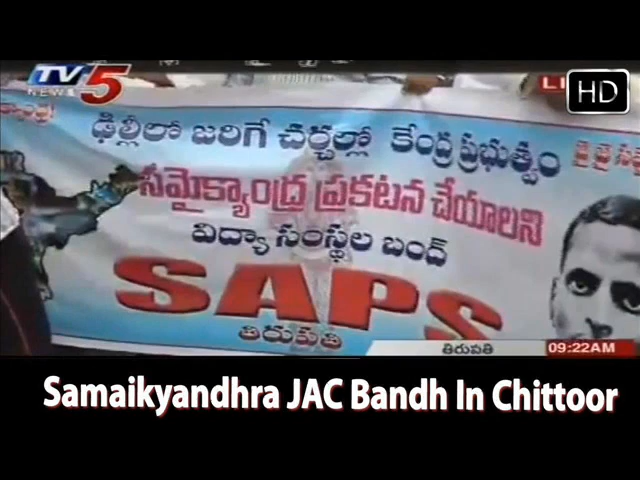 TV5
NEWS
HD
ఢిల్లీలో జరిగే చర్చల్లో కేంద్ర ప్రభుత్వం
జై జై
సమైక్యాంధ్ర ప్రకటన చేయాలని
విద్యా సంస్థల బంద్
SAPS
తిరుపతి
తిరుపతి
09:22AM
Samaikyandhra JAC Bandh In Chittoor